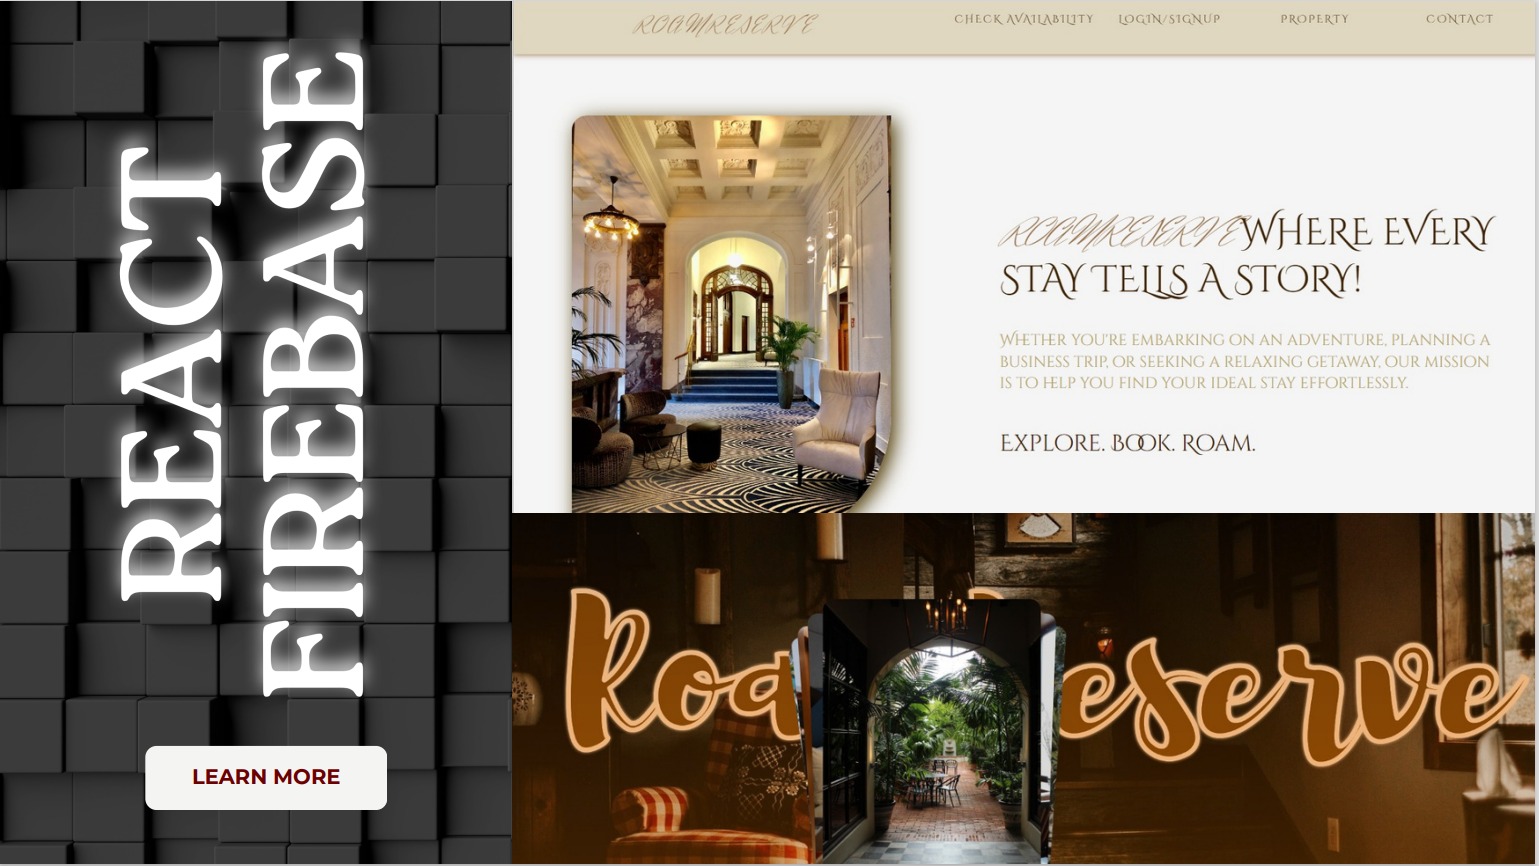 REACT
FIREBASE
LEARN MORE
ROAMRESERVE
CHECK AVAILABILITY LOGIN/SIGNUP PROPERTY CONTACT
ROAMRESERVE WHERE EVERY
STAY TELLS A STORY!
WHETHER YOU'RE EMBARKING ON AN ADVENTURE, PLANNING A
BUSINESS TRIP, OR SEEKING A RELAXING GETAWAY, OUR MISSION
IS TO HELP YOU FIND YOUR IDEAL STAY EFFORTLESSLY.
EXPLORE. BOOK. ROAM.
Roa eserve